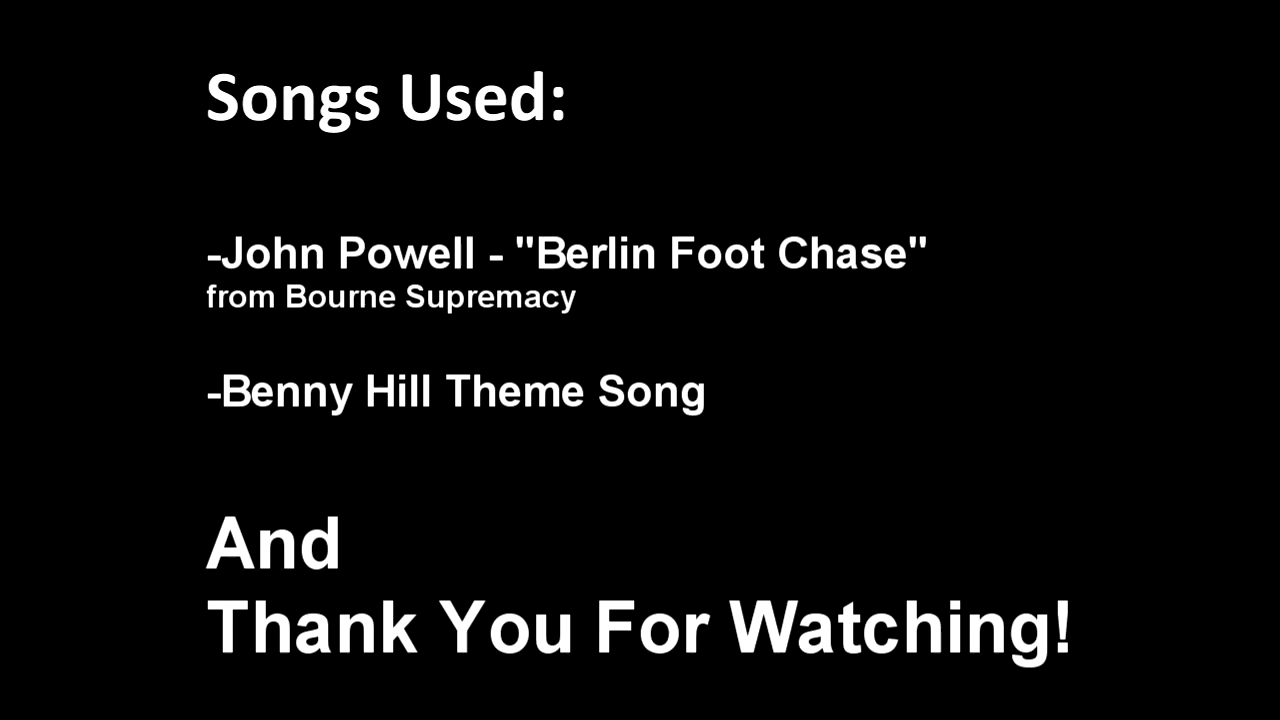 Songs Used:
-John Powell - "Berlin Foot Chase"
from Bourne Supremacy
-Benny Hill Theme Song
And
Thank You For Watching!